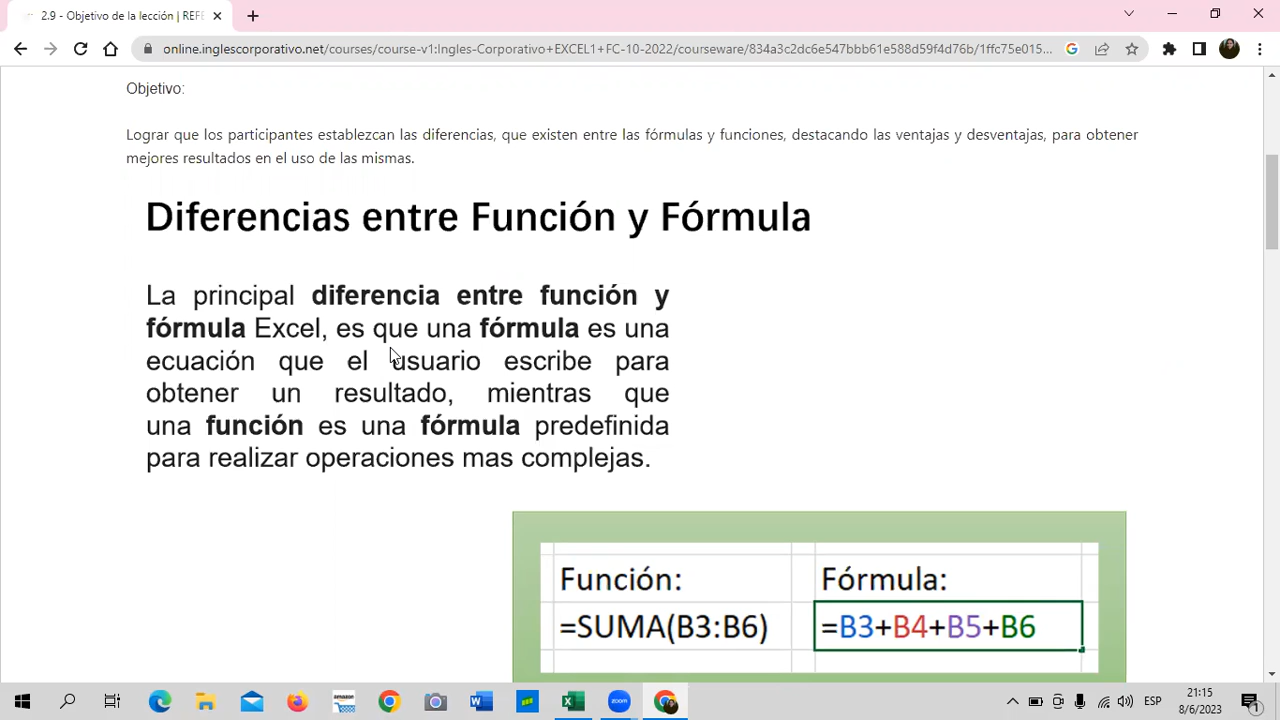 2.9 - Objetivo de la lección | REFE
online.inglescorporativo.net/courses/course-v1:Ingles-Corporativo+EXCEL1+FC-10-2022/courseware/834a3c2dc6e547bbb61e588d59f4d76b/1ffc75e015...
Objetivo:
Lograr que los participantes establezcan las diferencias, que existen entre las fórmulas y funciones, destacando las ventajas y desventajas, para obtener
mejores resultados en el uso de las mismas.
Diferencias entre Función y Fórmula
La principal diferencia entre función y
fórmula Excel, es que una fórmula es una
ecuación que el usuario escribe para
obtener un resultado, mientras que
una función es una fórmula predefinida
para realizar operaciones mas complejas.
Función: Fórmula:
=SUMA(B3:B6) =B3+B4+B5+B6
amazon
zoom
ESP
21:15
8/6/2023